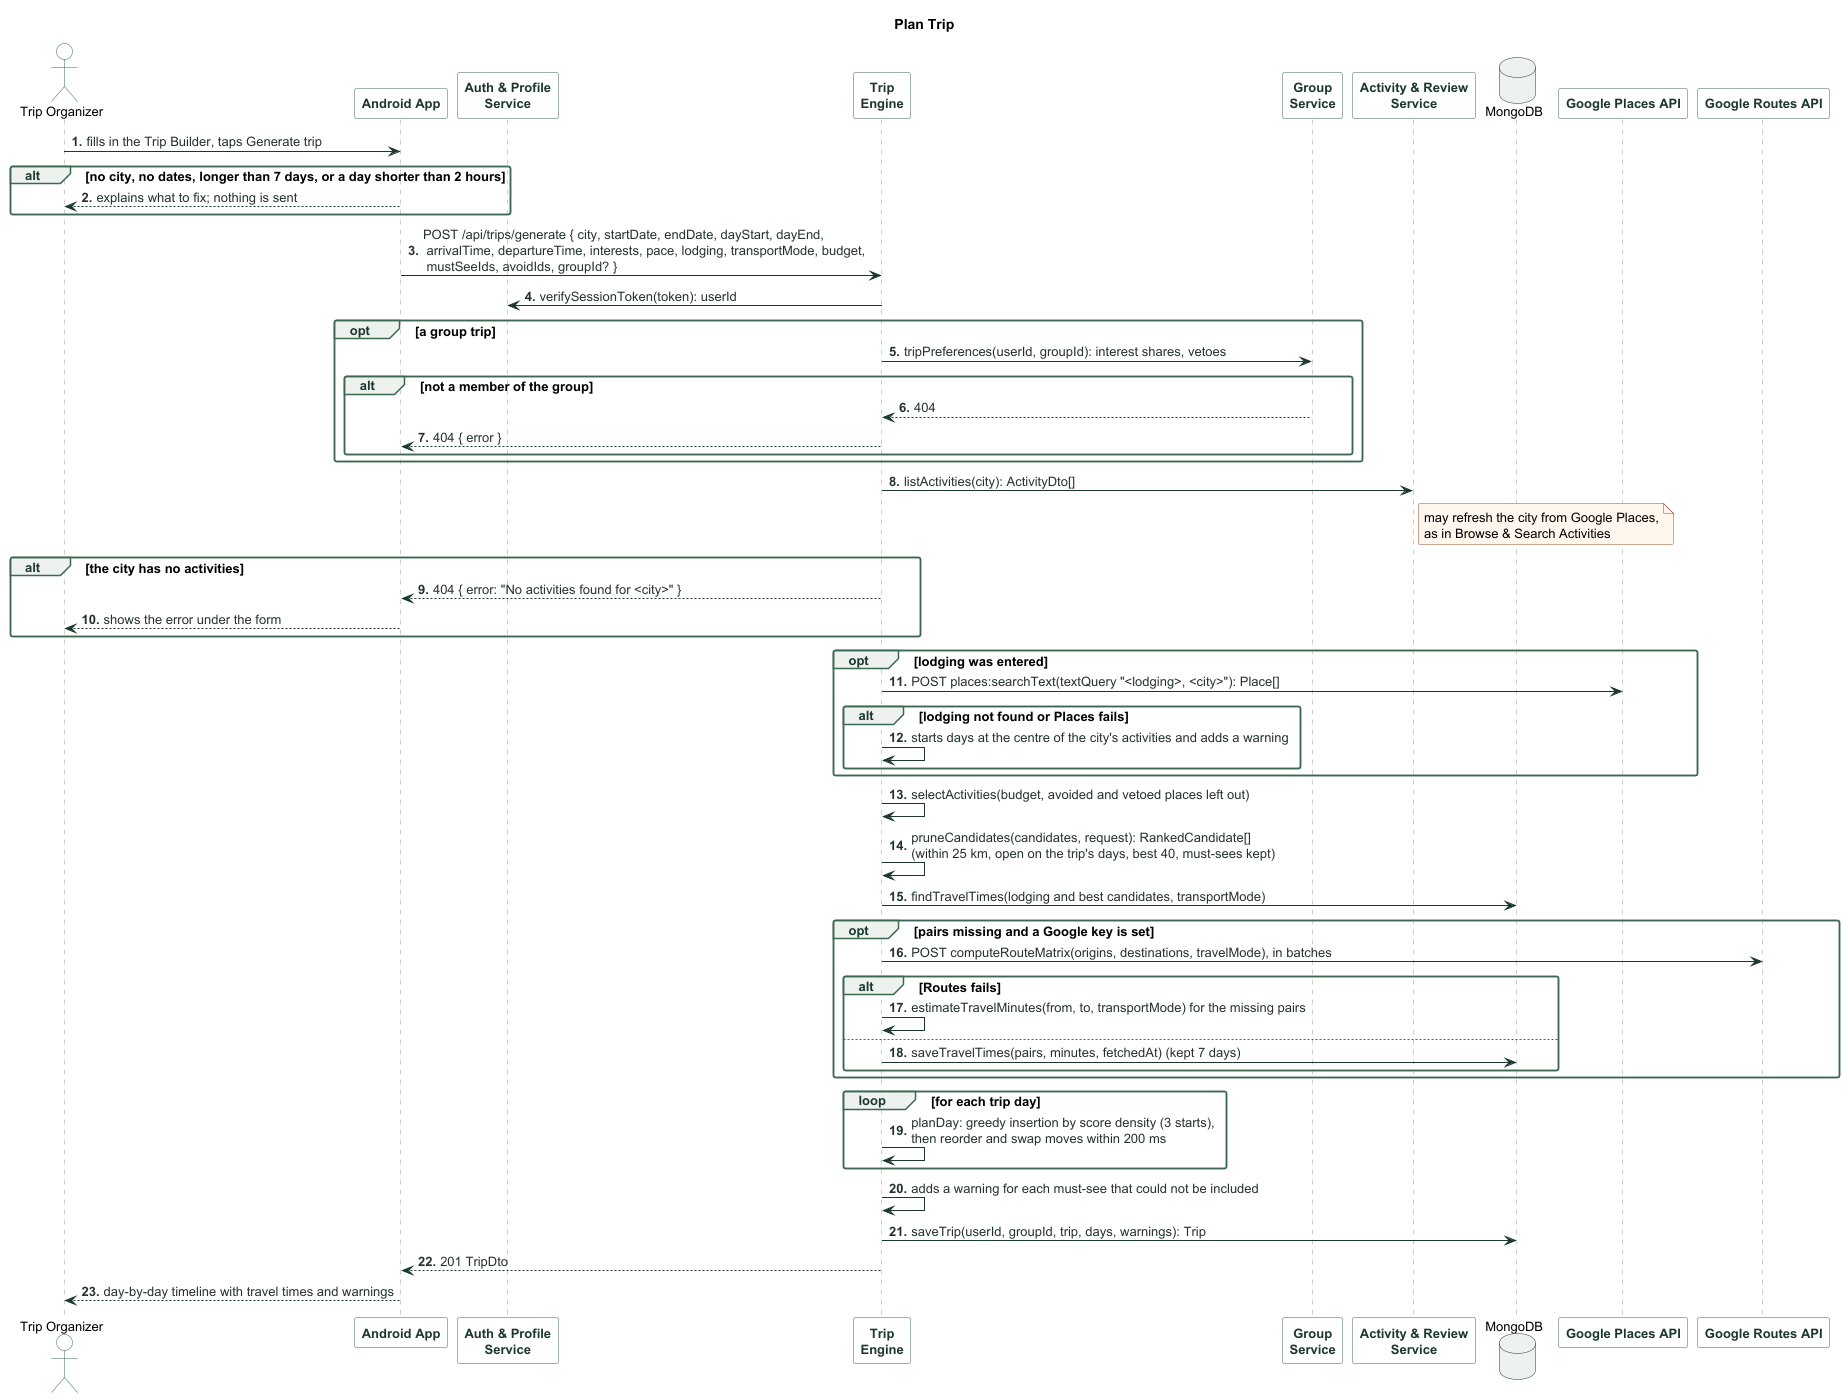 Plan Trip
Trip Organizer
Android App
Auth & Profile
Service
Trip
Engine
Group
Service
Activity & Review
Service
MongoDB
Google Places API
Google Routes API
1. fills in the Trip Builder, taps Generate trip
alt [no city, no dates, longer than 7 days, or a day shorter than 2 hours]
2. explains what to fix; nothing is sent
POST /api/trips/generate { city, startDate, endDate, dayStart, dayEnd,
3. arrivalTime, departureTime, interests, pace, lodging, transportMode, budget,
mustSeeIds, avoidIds, groupId? }
4. verifySessionToken(token): userId
opt [a group trip]
5. tripPreferences(userId, groupId): interest shares, vetoes
alt [not a member of the group]
6. 404
7. 404 { error }
8. listActivities(city): ActivityDto[]
may refresh the city from Google Places,
as in Browse & Search Activities
alt [the city has no activities]
9. 404 { error: "No activities found for <city>" }
10. shows the error under the form
opt [lodging was entered]
11. POST places:searchText(textQuery "<lodging>, <city>"): Place[]
alt [lodging not found or Places fails]
12. starts days at the centre of the city's activities and adds a warning
13. selectActivities(budget, avoided and vetoed places left out)
14. pruneCandidates(candidates, request): RankedCandidate[]
(within 25 km, open on the trip's days, best 40, must-sees kept)
15. findTravelTimes(lodging and best candidates, transportMode)
opt [pairs missing and a Google key is set]
16. POST computeRouteMatrix(origins, destinations, travelMode), in batches
alt [Routes fails]
17. estimateTravelMinutes(from, to, transportMode) for the missing pairs
18. saveTravelTimes(pairs, minutes, fetchedAt) (kept 7 days)
loop [for each trip day]
19. planDay: greedy insertion by score density (3 starts),
then reorder and swap moves within 200 ms
20. adds a warning for each must-see that could not be included
21. saveTrip(userId, groupId, trip, days, warnings): Trip
22. 201 TripDto
23. day-by-day timeline with travel times and warnings
Trip Organizer
Android App
Auth & Profile
Service
Trip
Engine
Group
Service
Activity & Review
Service
MongoDB
Google Places API
Google Routes API